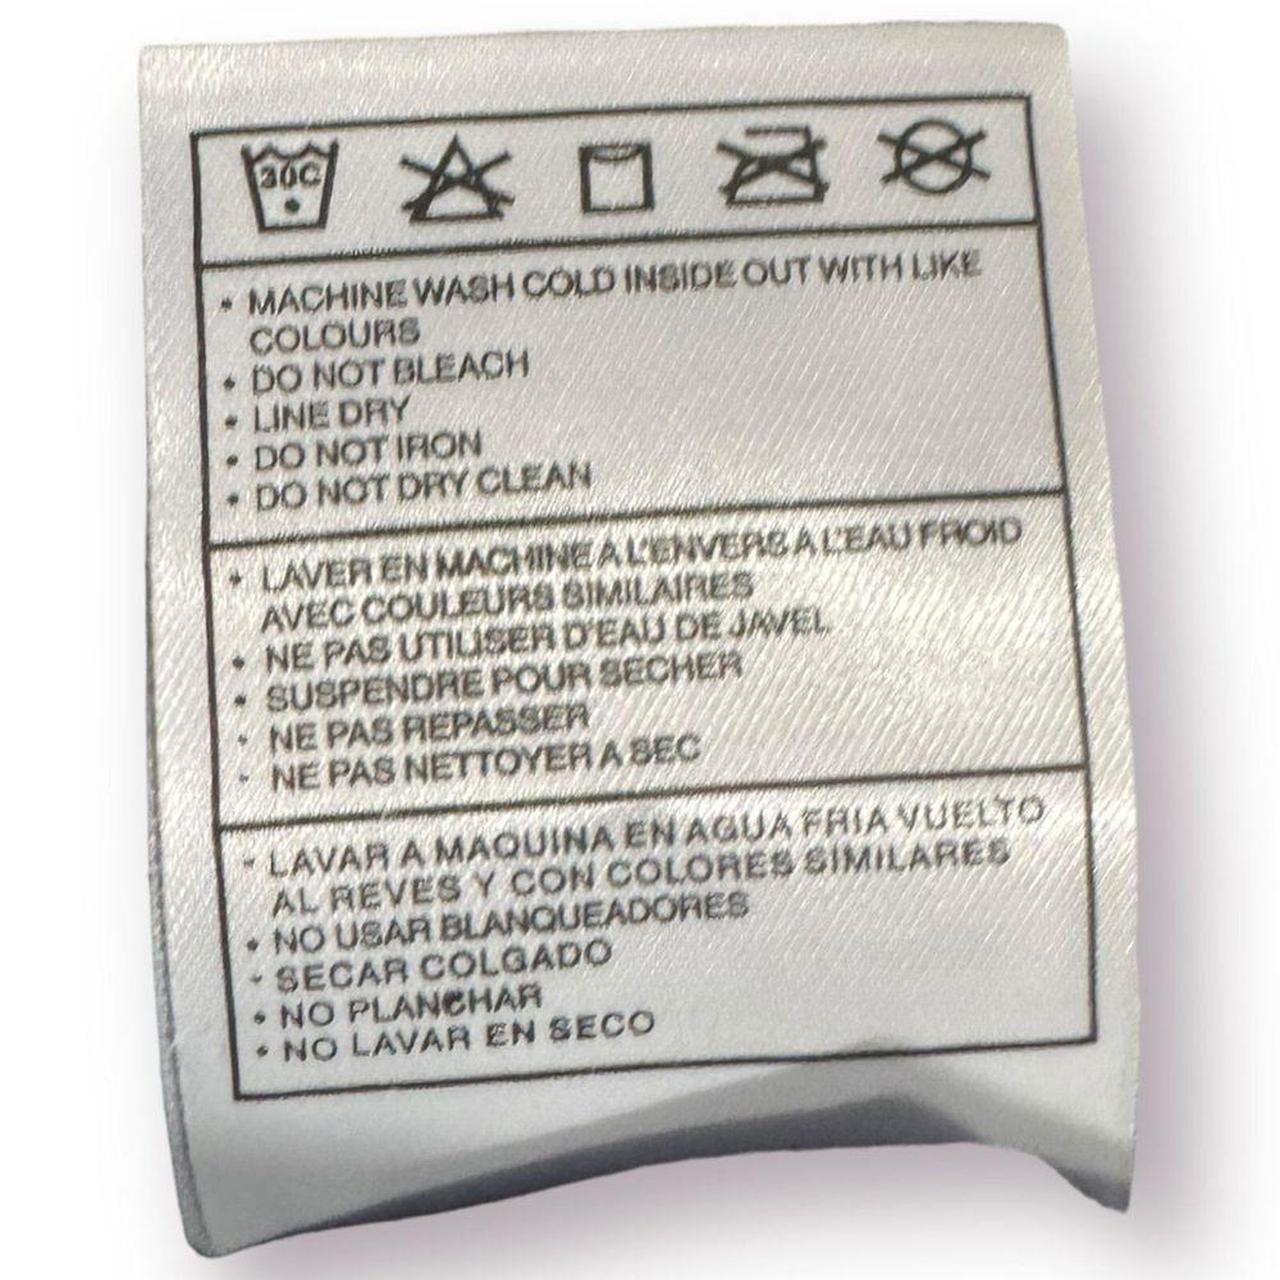 30C
• MACHINE WASH COLD INSIDE OUT WITH LIKE
COLOURS
• DO NOT BLEACH
• LINE DRY
• DO NOT IRON
• DO NOT DRY CLEAN
• LAVER EN MACHINE A L'ENVERS A L'EAU FROID
AVEC COULEURS SIMILAIRES
• NE PAS UTILISER D'EAU DE JAVEL
• SUSPENDRE POUR SECHER
• NE PAS REPASSER
• NE PAS NETTOYER A SEC
• LAVAR A MAQUINA EN AGUA FRIA VUELTO
AL REVES Y CON COLORES SIMILARES
• NO USAR BLANQUEADORES
• SECAR COLGADO
• NO PLANCHAR
• NO LAVAR EN SECO